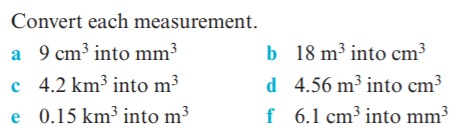 Convert each measurement.
a 9 cm³ into mm³ b 18 m³ into cm³
c 4.2 km³ into m³ d 4.56 m³ into cm³
e 0.15 km³ into m³ f 6.1 cm³ into mm³